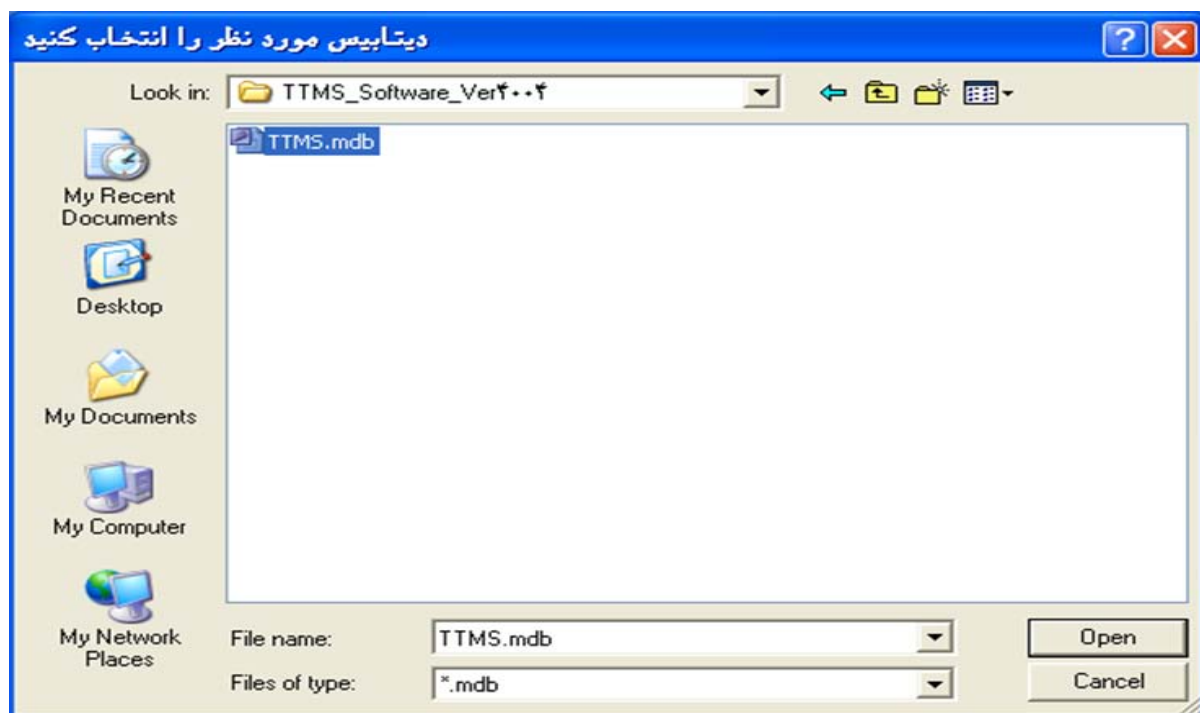 دیتابیس مورد نظر را انتخاب کنید
Look in:
TTMS_Software_Ver۴۰۰۴
TTMS.mdb
My Recent
Documents
Desktop
My Documents
My Computer
My Network
Places
File name:
TTMS.mdb
Open
Files of type:
*.mdb
Cancel